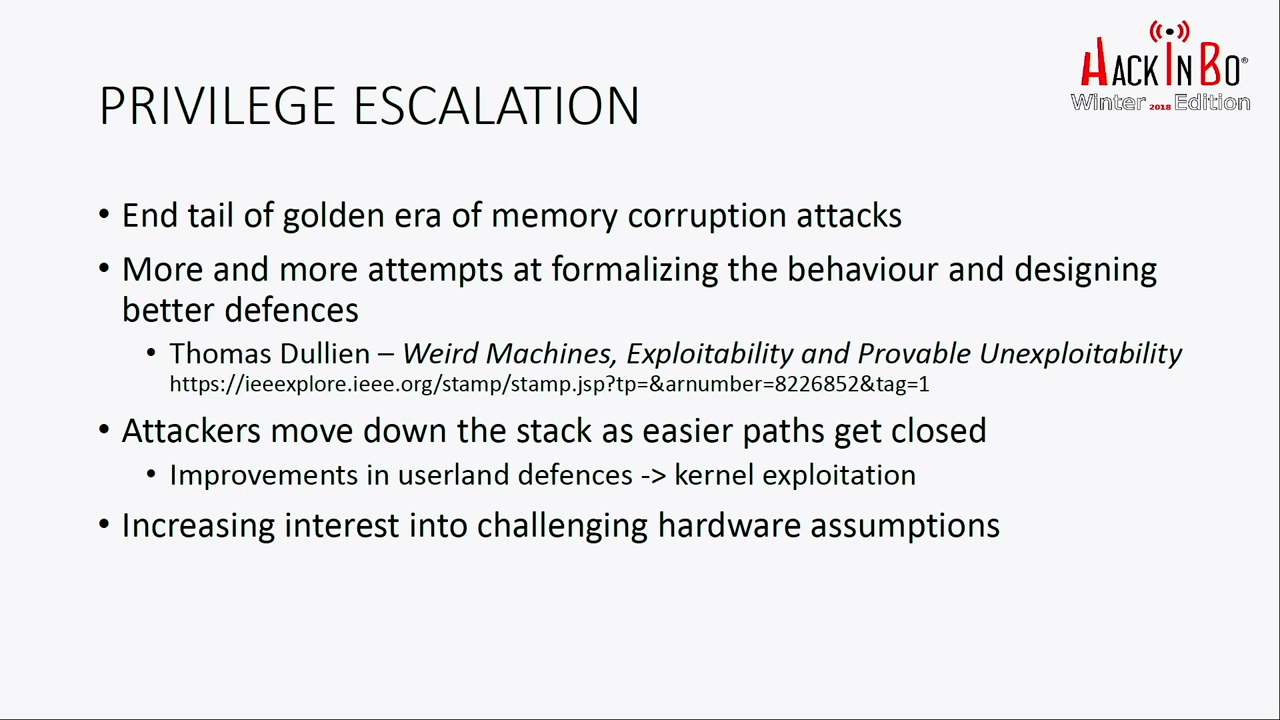 HACKINBO®
Winter 2018 Edition
PRIVILEGE ESCALATION
• End tail of golden era of memory corruption attacks
• More and more attempts at formalizing the behaviour and designing
better defences
• Thomas Dullien – Weird Machines, Exploitability and Provable Unexploitability
https://ieeexplore.ieee.org/stamp/stamp.jsp?tp=&arnumber=8226852&tag=1
• Attackers move down the stack as easier paths get closed
• Improvements in userland defences -> kernel exploitation
• Increasing interest into challenging hardware assumptions